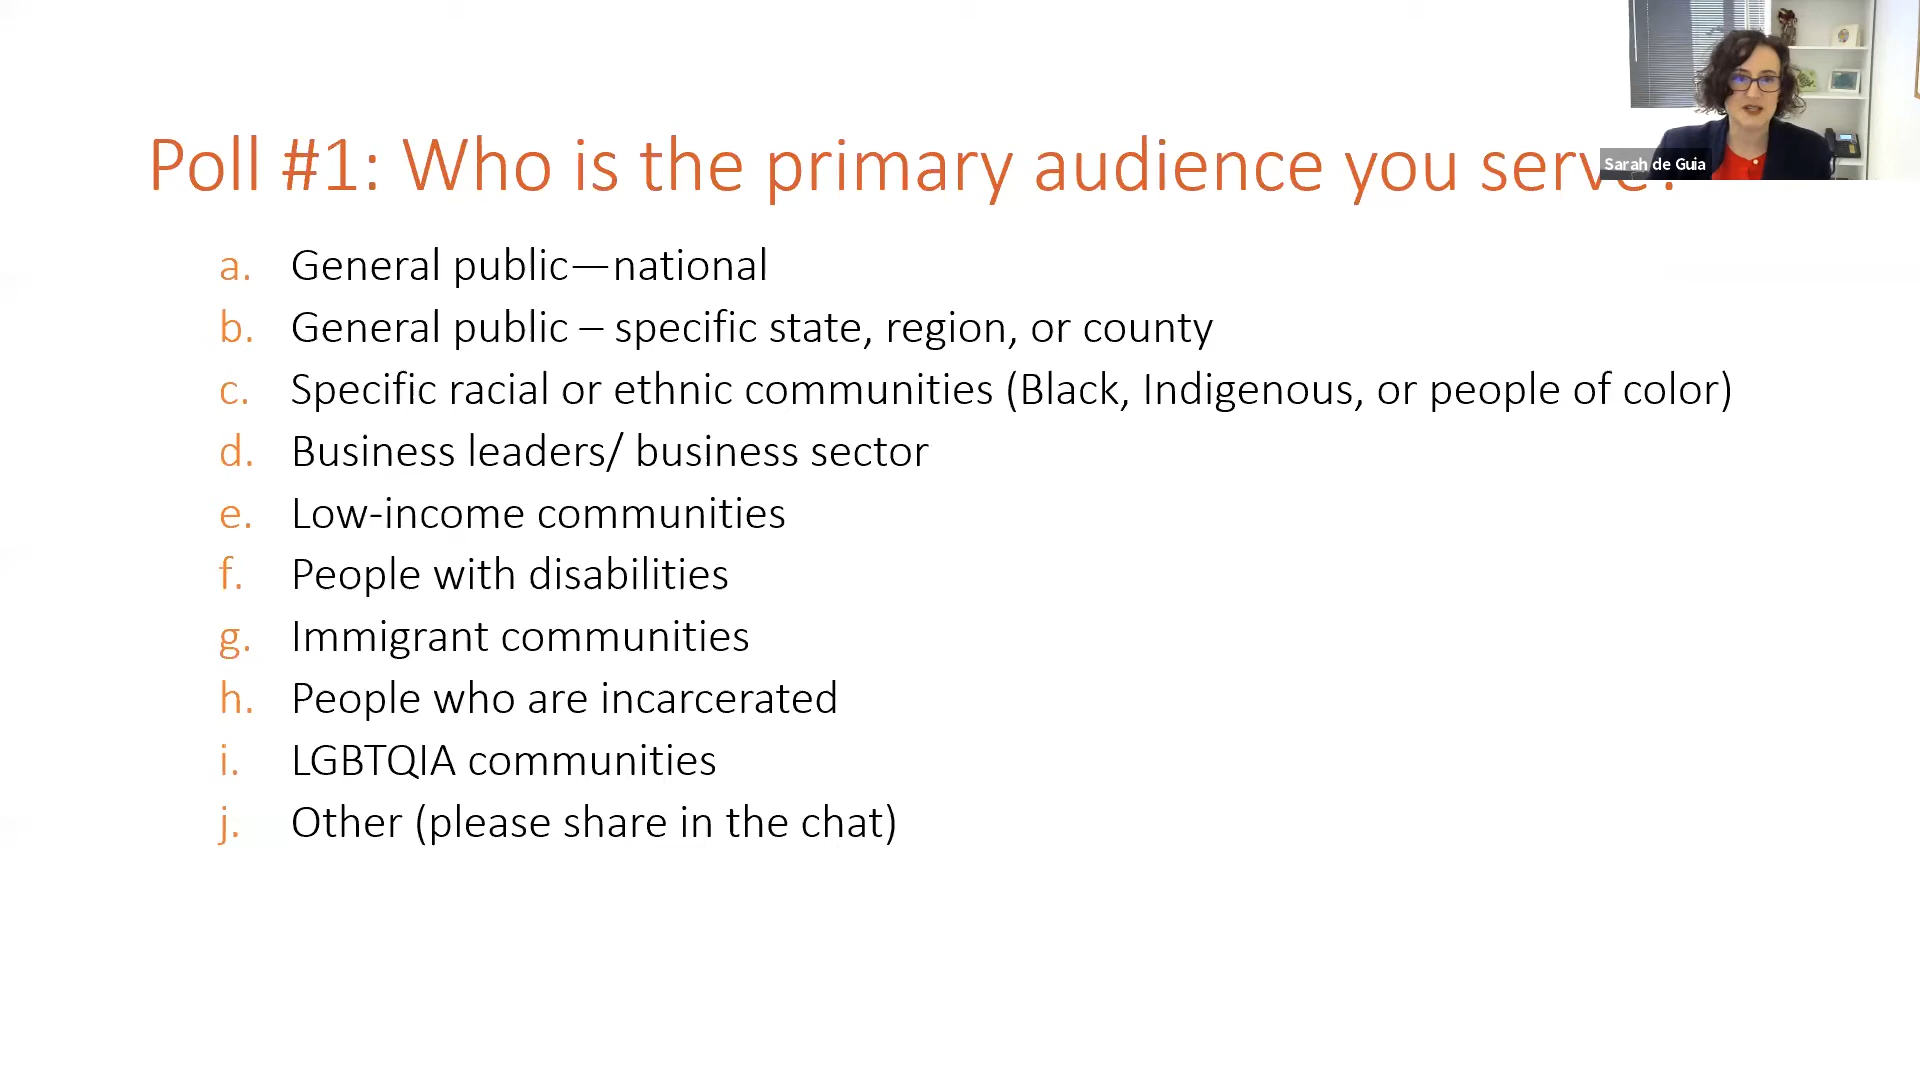 Sarah de Guia
Poll #1: Who is the primary audience you serve?
a. General public—national
b. General public – specific state, region, or county
c. Specific racial or ethnic communities (Black, Indigenous, or people of color)
d. Business leaders/ business sector
e. Low-income communities
f. People with disabilities
g. Immigrant communities
h. People who are incarcerated
i. LGBTQIA communities
j. Other (please share in the chat)